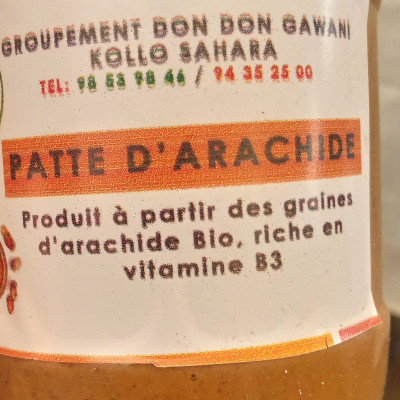 GROUPEMENT DON DON GAWANI
KOLLO SAHARA
TEL: 98 53 98 46 / 94 35 25 00
PATTE D'ARACHIDE
Produit à partir des graines
d'arachide Bio, riche en
vitamine B3